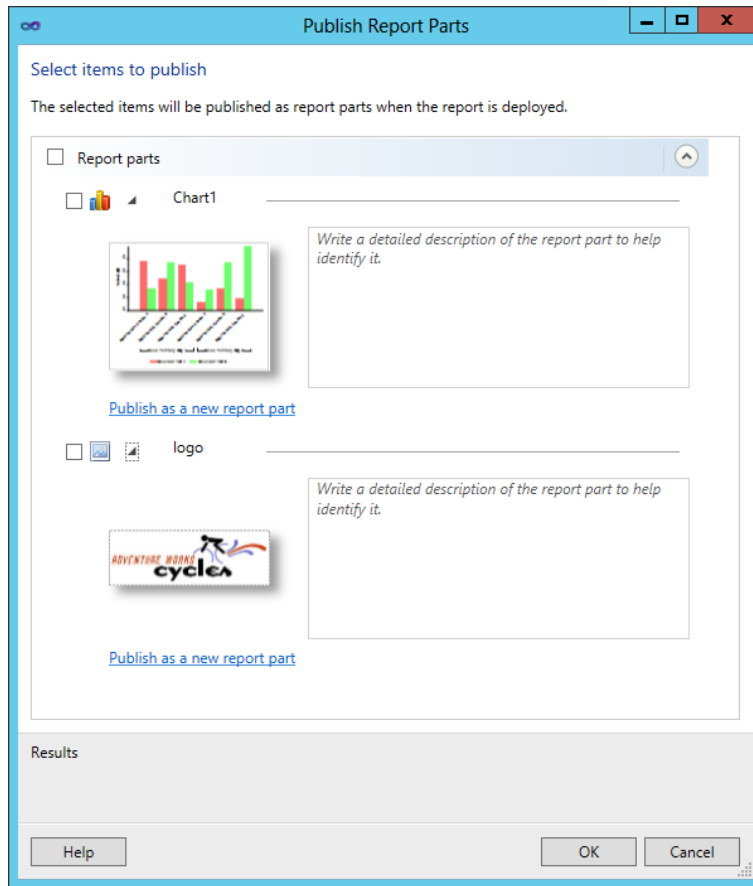 Publish Report Parts
Select items to publish
The selected items will be published as report parts when the report is deployed.
Report parts
Chart1
Write a detailed description of the report part to help
identify it.
Publish as a new report part
logo
Write a detailed description of the report part to help
identify it.
ADVENTURE WORKS
cycles
Publish as a new report part
Results
Help
OK
Cancel